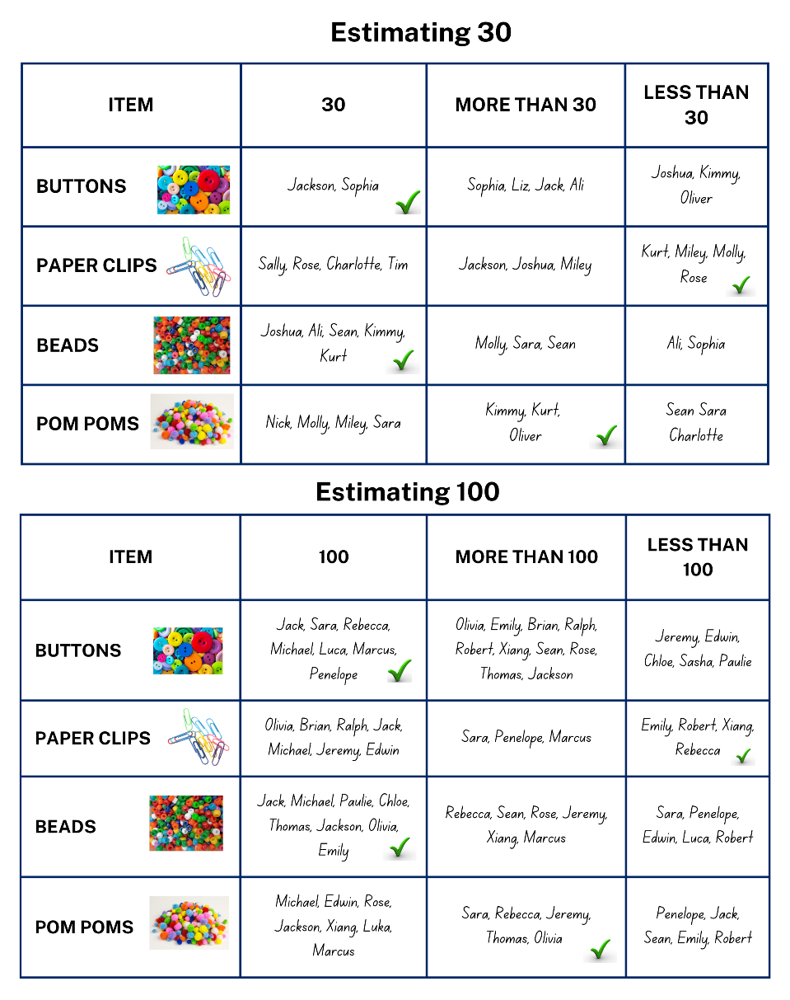 Estimating 30
ITEM
30
MORE THAN 30
LESS THAN
30
BUTTONS
Jackson, Sophia
Sophia, Liz, Jack, Ali
Joshua, Kimmy,
Oliver
PAPER CLIPS
Sally, Rose, Charlotte, Tim
Jackson, Joshua, Miley
Kurt, Miley, Molly,
Rose
BEADS
Joshua, Ali, Sean, Kimmy,
Kurt
Molly, Sara, Sean
Ali, Sophia
POM POMS
Nick, Molly, Miley, Sara
Kimmy, Kurt,
Oliver
Sean Sara
Charlotte
Estimating 100
ITEM
100
MORE THAN 100
LESS THAN
100
BUTTONS
Jack, Sara, Rebecca,
Michael, Luca, Marcus,
Penelope
Olivia, Emily, Brian, Ralph,
Robert, Xiang, Sean, Rose,
Thomas, Jackson
Jeremy, Edwin,
Chloe, Sasha, Paulie
PAPER CLIPS
Olivia, Brian, Ralph, Jack,
Michael, Jeremy, Edwin
Sara, Penelope, Marcus
Emily, Robert, Xiang,
Rebecca
BEADS
Jack, Michael, Paulie, Chloe,
Thomas, Jackson, Olivia,
Emily
Rebecca, Sean, Rose, Jeremy,
Xiang, Marcus
Sara, Penelope,
Edwin, Luca, Robert
POM POMS
Michael, Edwin, Rose,
Jackson, Xiang, Luka,
Marcus
Sara, Rebecca, Jeremy,
Thomas, Olivia
Penelope, Jack,
Sean, Emily, Robert